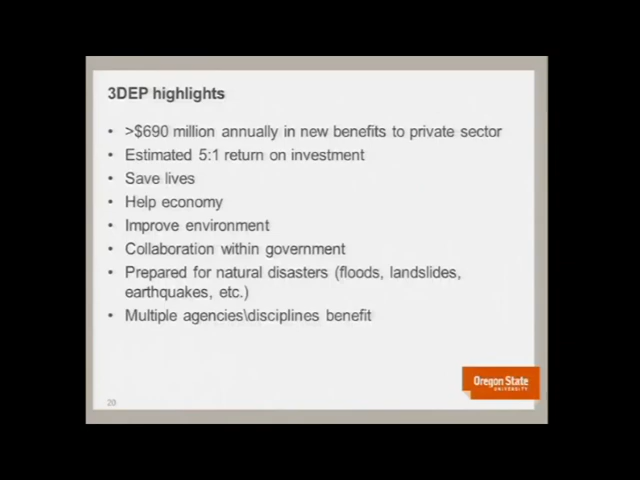 3DEP highlights
• >$690 million annually in new benefits to private sector
• Estimated 5:1 return on investment
• Save lives
• Help economy
• Improve environment
• Collaboration within government
• Prepared for natural disasters (floods, landslides,
earthquakes, etc.)
• Multiple agencies\disciplines benefit
Oregon State
UNIVERSITY
20